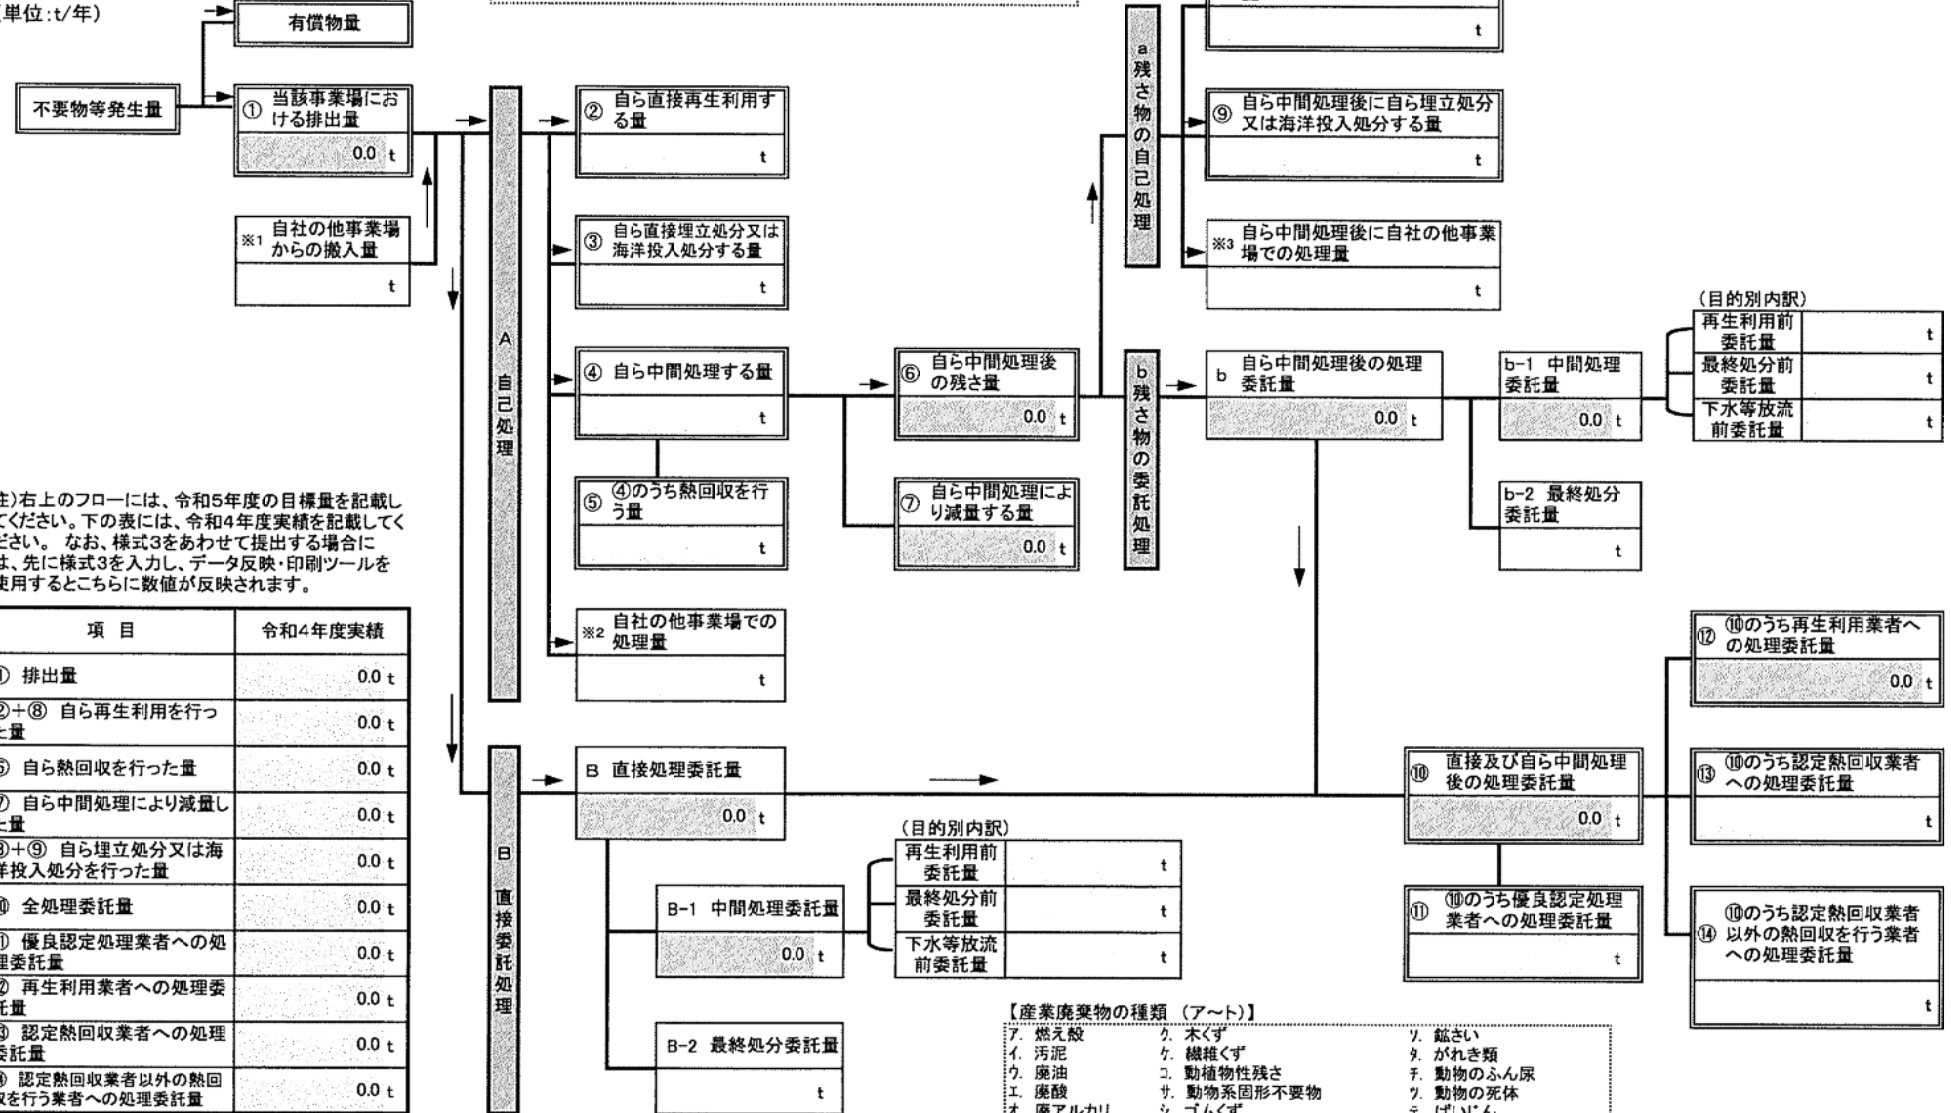 単位:t/年)
有償物量
不要物等発生量
① 当該事業場にお
ける排出量
0.0 t
※1 自社の他事業場
からの搬入量
t
A 自己処理
② 自ら直接再生利用す
る量
t
③ 自ら直接埋立処分又は
海洋投入処分する量
t
④ 自ら中間処理する量
t
⑤ ④のうち熱回収を行
う量
t
※2 自社の他事業場での
処理量
t
⑥ 自ら中間処理後
の残さ量
0.0 t
⑦ 自ら中間処理によ
り減量する量
0.0 t
a 残さ物の自己処理
t
⑨ 自ら中間処理後に自ら埋立処分
又は海洋投入処分する量
t
※3 自ら中間処理後に自社の他事業
場での処理量
t
b 残さ物の委託処理
b 自ら中間処理後の処理
委託量
0.0 t
b-1 中間処理
委託量
0.0 t
(目的別内訳)
再生利用前
委託量
t
最終処分前
委託量
t
下水等放流
前委託量
t
b-2 最終処分
委託量
t
注)右上のフローには、令和5年度の目標量を記載し
てください。下の表には、令和4年度実績を記載してく
ださい。 なお、様式3をあわせて提出する場合に
は、先に様式3を入力し、データ反映・印刷ツールを
使用するとこちらに数値が反映されます。
項 目 令和4年度実績
① 排出量 0.0 t
②+⑧ 自ら再生利用を行っ
た量 0.0 t
⑤ 自ら熱回収を行った量 0.0 t
⑦ 自ら中間処理により減量し
た量 0.0 t
③+⑨ 自ら埋立処分又は海
洋投入処分を行った量 0.0 t
⑩ 全処理委託量 0.0 t
⑪ 優良認定処理業者への処
理委託量 0.0 t
⑫ 再生利用業者への処理委
託量 0.0 t
⑬ 認定熱回収業者への処理
委託量 0.0 t
⑭ 認定熱回収業者以外の熱回
収を行う業者への処理委託量 0.0 t
B 直接委託処理
B 直接処理委託量
0.0 t
B-1 中間処理委託量
0.0 t
B-2 最終処分委託量
t
(目的別内訳)
再生利用前
委託量
t
最終処分前
委託量
t
下水等放流
前委託量
t
⑩ 直接及び自ら中間処理
後の処理委託量
0.0 t
⑪ ⑩のうち優良認定処理
業者への処理委託量
t
⑫ ⑩のうち再生利用業者へ
の処理委託量
0.0 t
⑬ ⑩のうち認定熱回収業者
への処理委託量
t
⑭ ⑩のうち認定熱回収業者
以外の熱回収を行う業者
への処理委託量
t
【産業廃棄物の種類 (ア~ト)】
ア. 燃え殻 ク. 木くず ソ. 鉱さい
イ. 汚泥 ケ. 繊維くず タ. がれき類
ウ. 廃油 コ. 動植物性残さ チ. 動物のふん尿
エ. 廃酸 サ. 動物系固形不要物 ツ. 動物の死体
オ. 廃アルカリ シ. ゴムくず テ. ばいじん